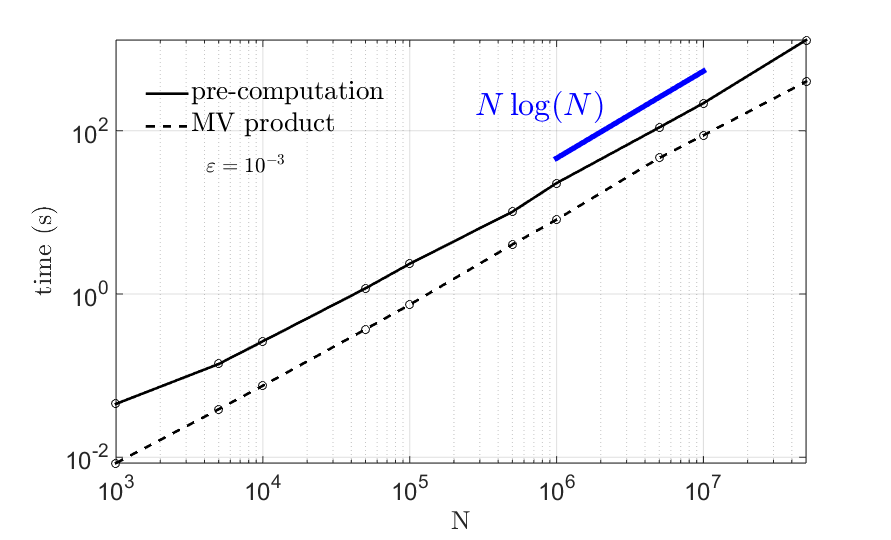 pre-computation
MV product
ε = 10⁻³
N log(N)
time (s)
10²
10⁰
10⁻²
10³ 10⁴ 10⁵ 10⁶ 10⁷
N